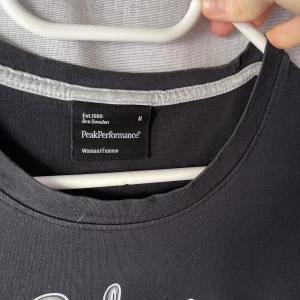 Est.1986 M
Åre Sweden
PeakPerformance®
Woman/Femme